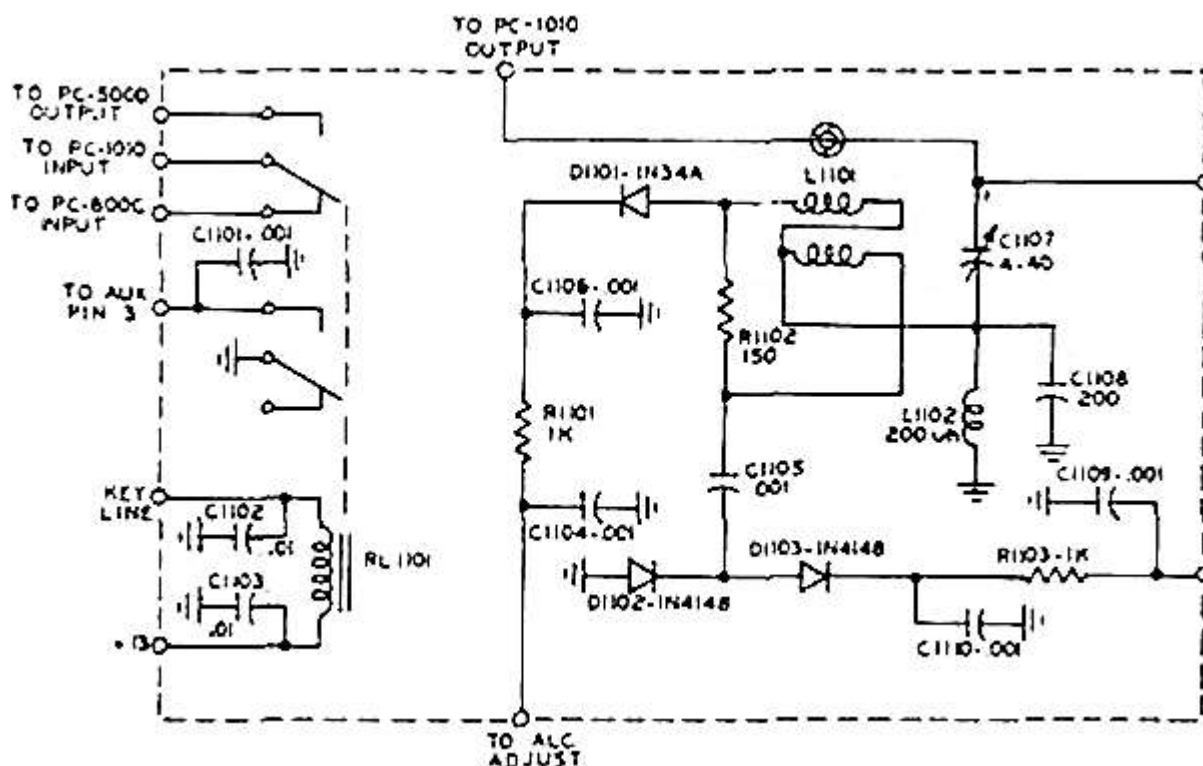 TO PC-1010
OUTPUT
TO PC-5000
OUTPUT
TO PC-1010
INPUT
TO PC-800C
INPUT
C1101-.001
TO AUX
PIN 3
KEY
LINE
C1102
.01
C1103
.01
RL1101
+13
D1101-1N34A
L1101
C1106-.001
R1102
150
C1107
4-40
R1101
1K
L1102
200 uh
C1108
200
C1105
.001
C1109-.001
C1104-.001
D1103-1N4148
R1103-1K
D1102-1N4148
C1110-.001
TO ALC
ADJUST